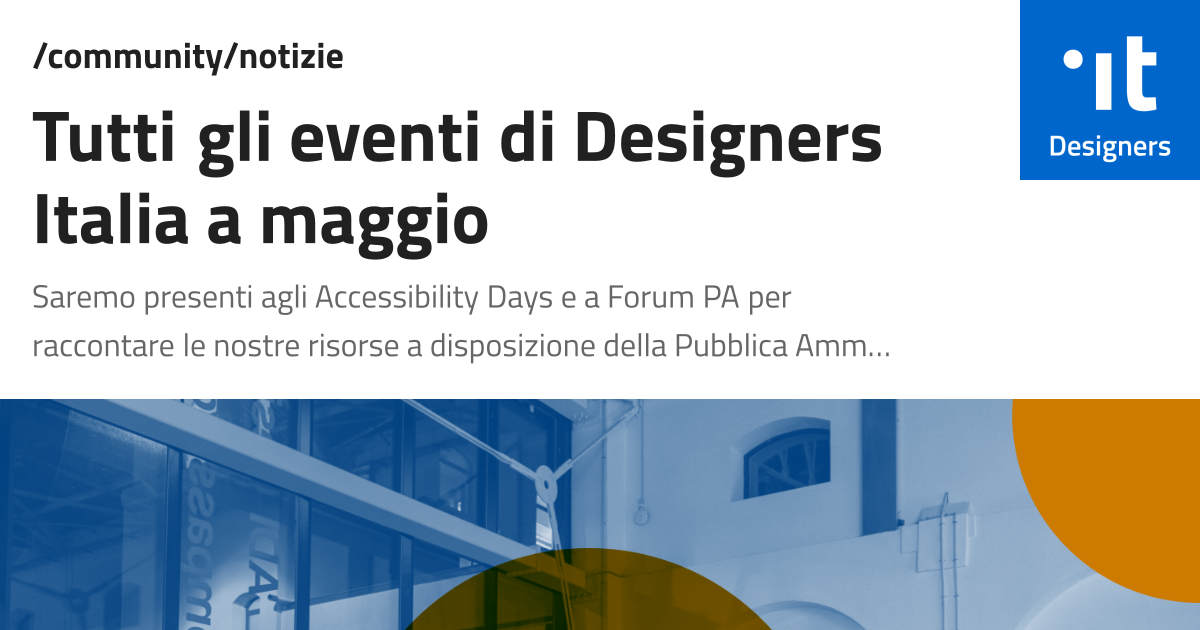 /community/notizie
Tutti gli eventi di Designers
Italia a maggio
Saremo presenti agli Accessibility Days e a Forum PA per
raccontare le nostre risorse a disposizione della Pubblica Amm...
it
Designers